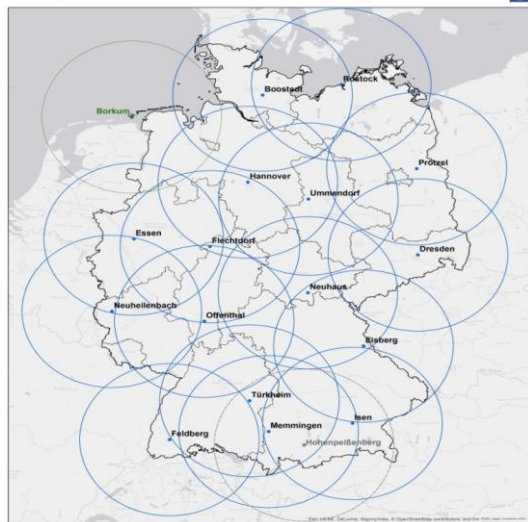 Rostock
Boostedt
Borkum
Prötzel
Hannover
Ummendorf
Essen
Flechtdorf
Dresden
Neuhaus
Neuheilenbach
Offenthal
Eisberg
Türkheim
Isen
Memmingen
Feldberg
Hohenpeißenberg